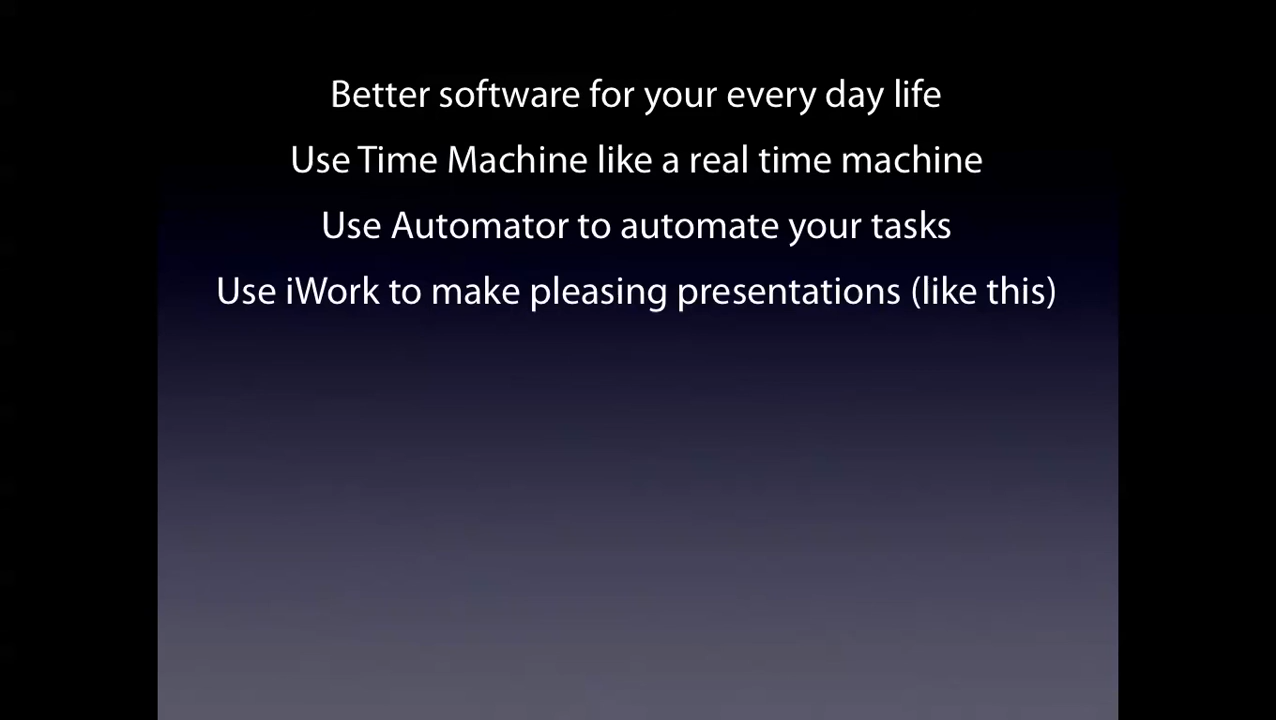 Better software for your every day life
Use Time Machine like a real time machine
Use Automator to automate your tasks
Use iWork to make pleasing presentations (like this)